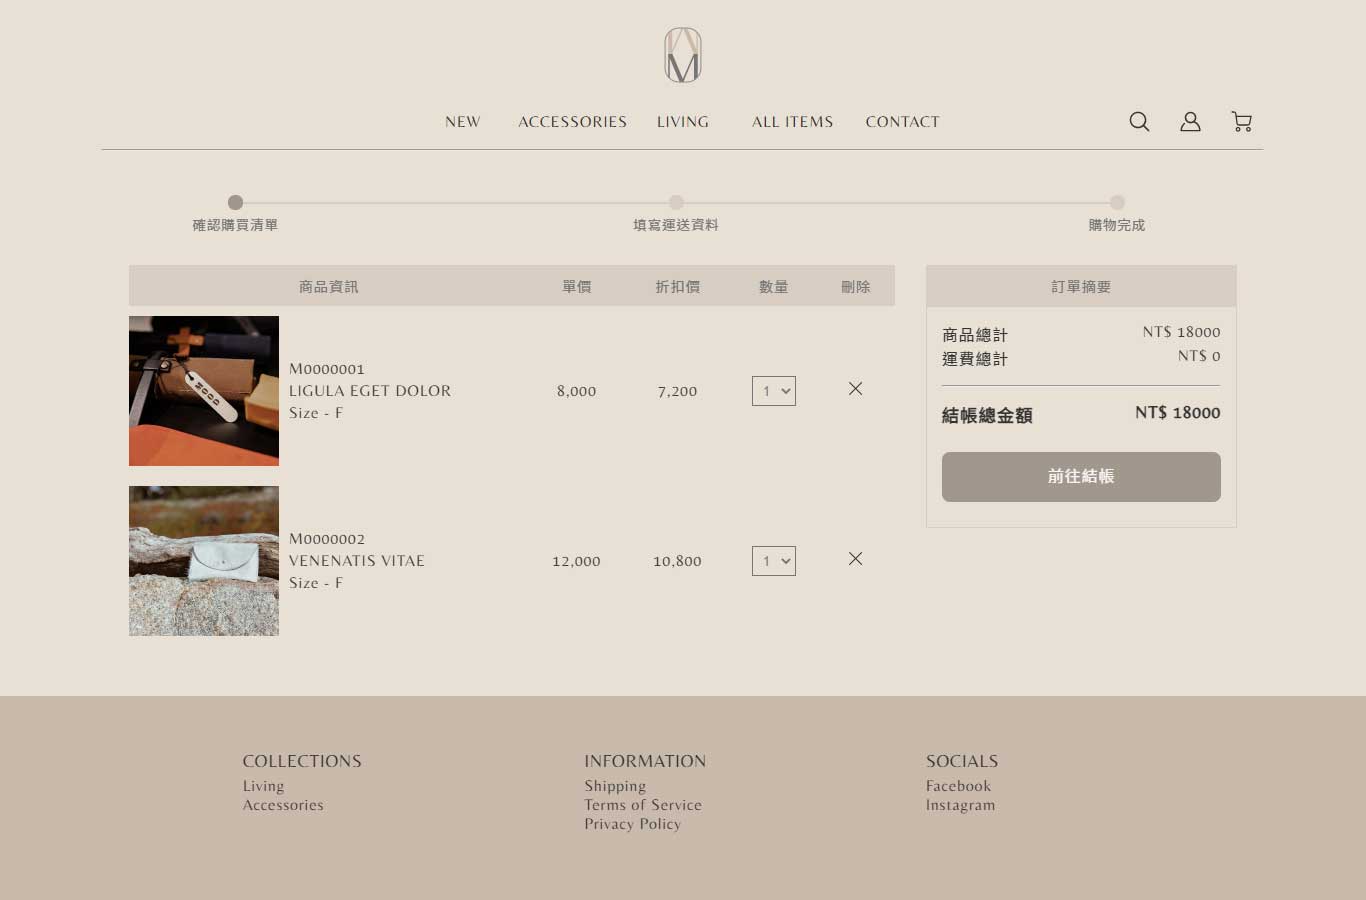 NEW ACCESSORIES LIVING ALL ITEMS CONTACT
確認購買清單 填寫運送資料 購物完成
商品資訊 單價 折扣價 數量 刪除
M0000001
LIGULA EGET DOLOR
Size - F
8,000 7,200 1
MOOD
M0000002
VENENATIS VITAE
Size - F
12,000 10,800 1
訂單摘要
商品總計 NT$ 18000
運費總計 NT$ 0
結帳總金額 NT$ 18000
前往結帳
COLLECTIONS
Living
Accessories
INFORMATION
Shipping
Terms of Service
Privacy Policy
SOCIALS
Facebook
Instagram